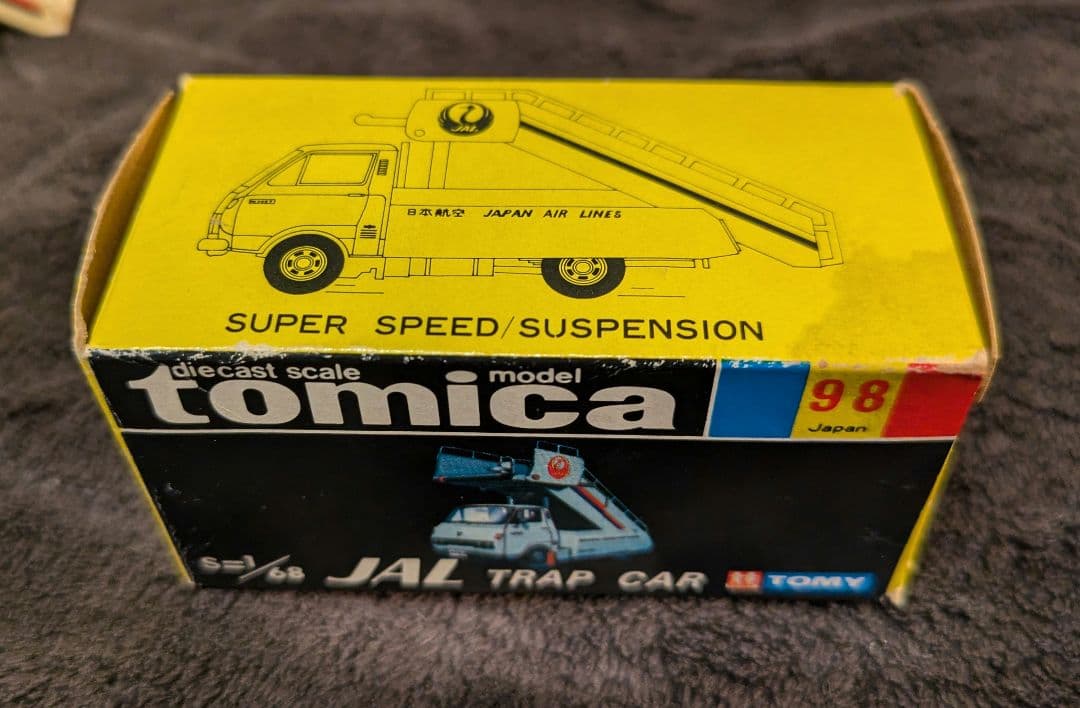 JAL
日本航空 JAPAN AIR LINES
SUPER SPEED/SUSPENSION
diecast scale model
tomica
98
Japan
S=1/68 JAL TRAP CAR TOMY